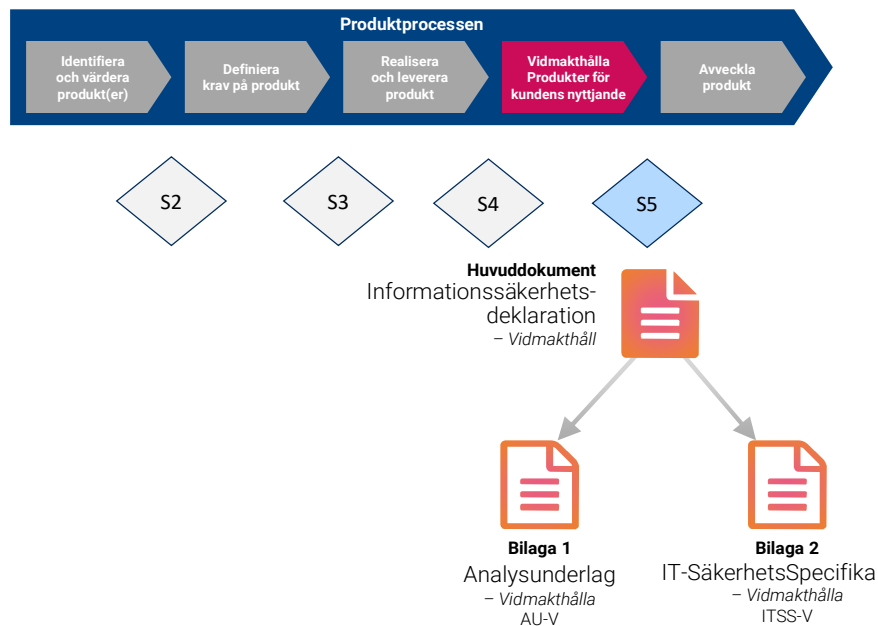 Produktprocessen
Identifiera
och värdera
produkt(er)
Definiera
krav på produkt
Realisera
och leverera
produkt
Vidmakthålla
Produkter för
kundens nyttjande
Avveckla
produkt
S2
S3
S4
S5
Huvuddokument
Informationssäkerhets-
deklaration
– Vidmakthåll
Bilaga 1
Analysunderlag
– Vidmakthålla
AU-V
Bilaga 2
IT-SäkerhetsSpecifika
– Vidmakthålla
ITSS-V